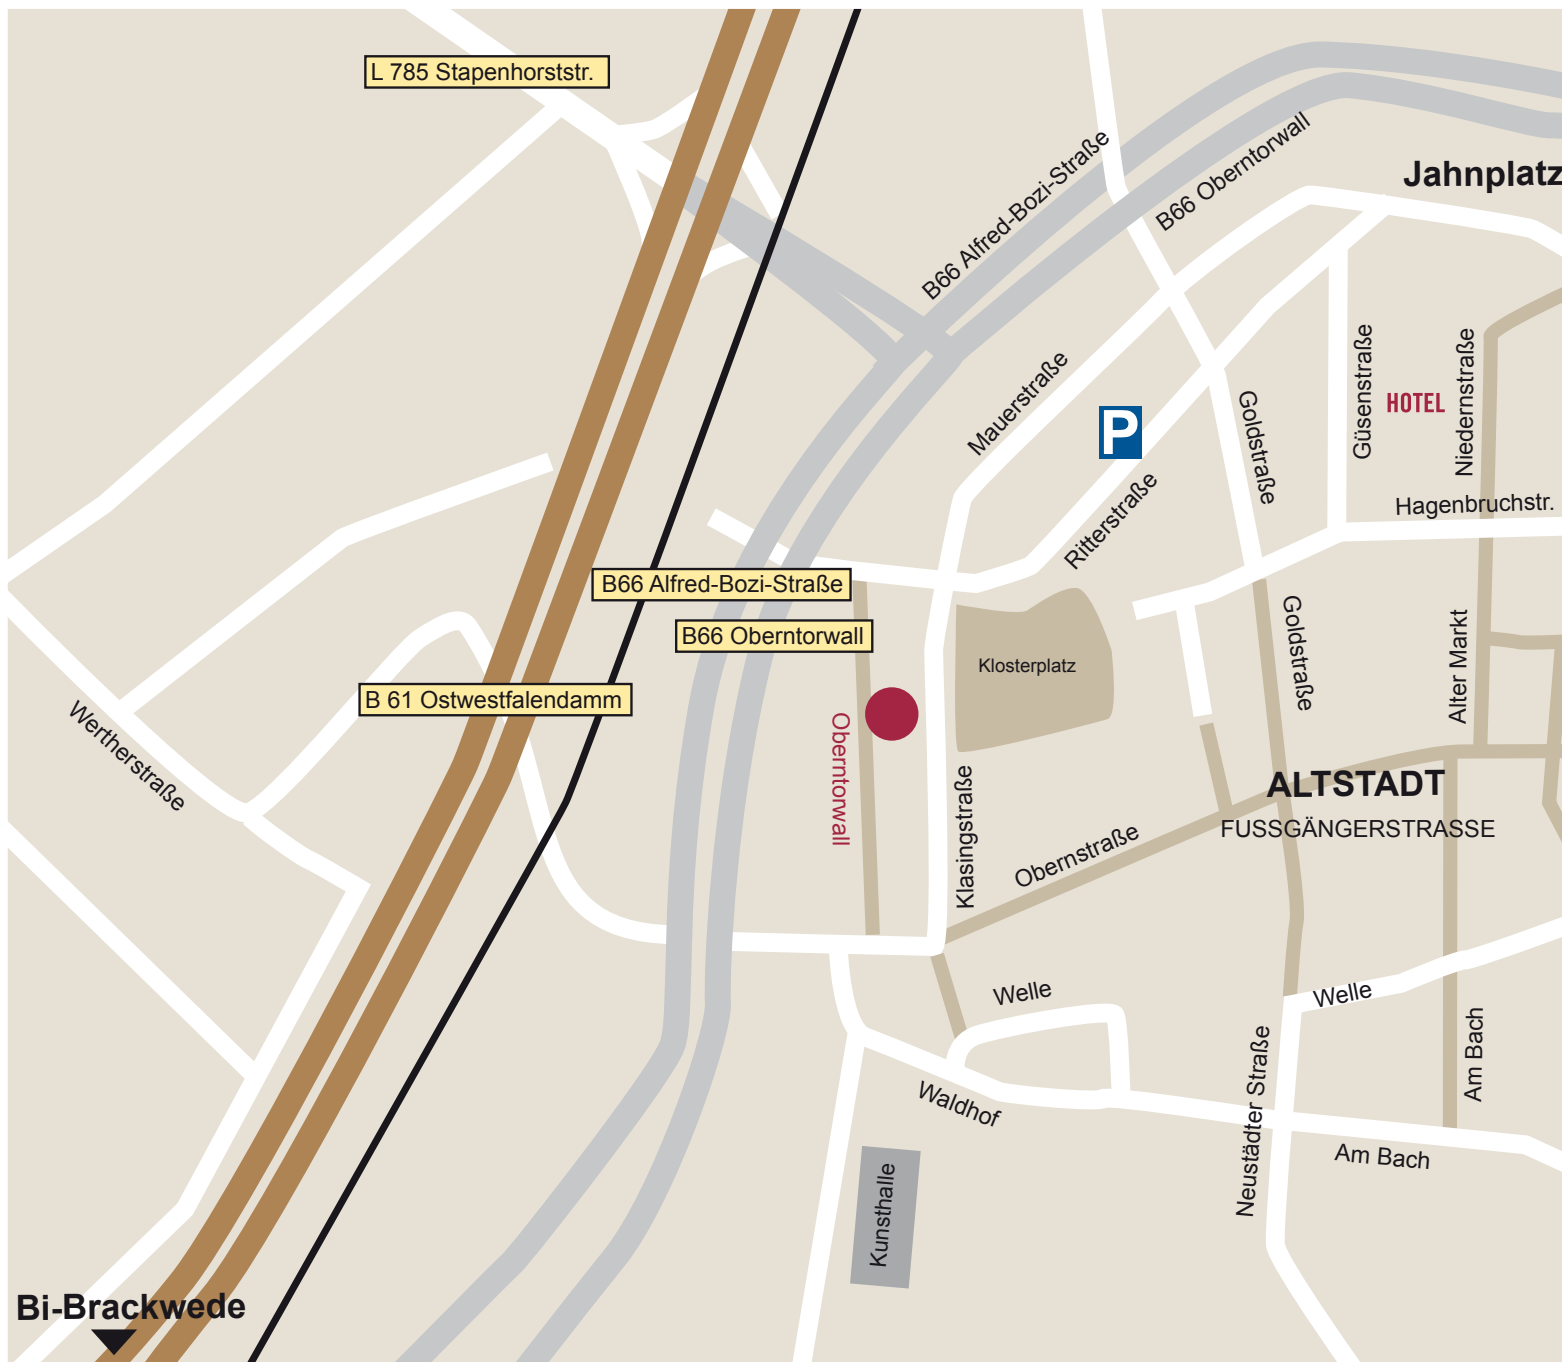 L 785 Stapenhorststr.
B66 Alfred-Bozi-Straße
B66 Oberntorwall
Jahnplatz
Mauerstraße
P
Ritterstraße
Goldstraße
Güsenstraße
HOTEL
Niedernstraße
Hagenbruchstr.
B66 Alfred-Bozi-Straße
B66 Oberntorwall
Klosterplatz
Goldstraße
Alter Markt
B 61 Ostwestfalendamm
Wertherstraße
Oberntorwall
Klasingstraße
ALTSTADT
FUSSGÄNGERSTRASSE
Obernstraße
Welle
Welle
Waldhof
Neustädter Straße
Am Bach
Am Bach
Kunsthalle
Bi-Brackwede